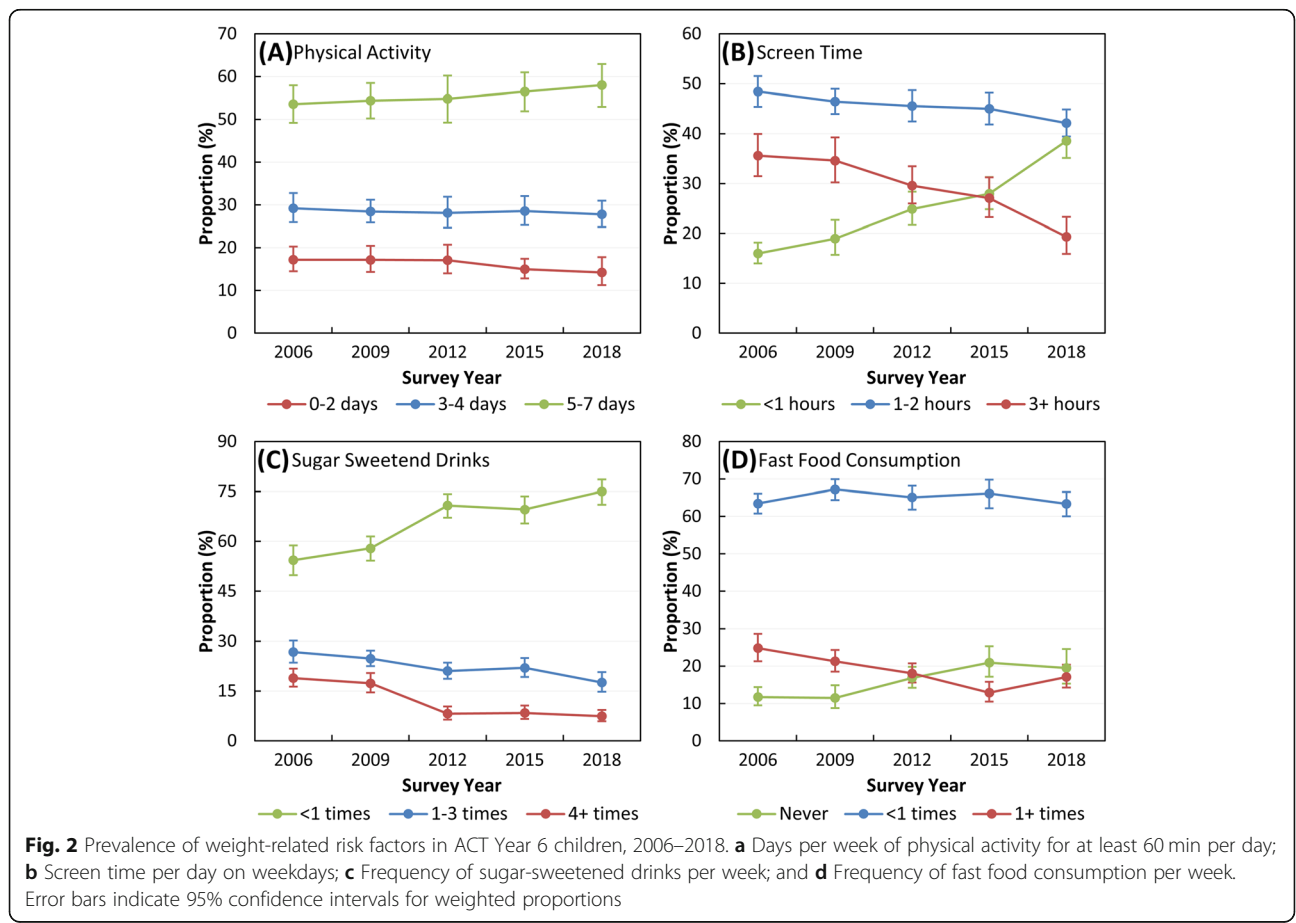 (A) Physical Activity
Proportion (%)
70
60
50
40
30
20
10
0
2006 2009 2012 2015 2018
Survey Year
0-2 days 3-4 days 5-7 days
(B) Screen Time
Proportion (%)
60
50
40
30
20
10
0
2006 2009 2012 2015 2018
Survey Year
<1 hours 1-2 hours 3+ hours
(C) Sugar Sweetend Drinks
Proportion (%)
90
75
60
45
30
15
0
2006 2009 2012 2015 2018
Survey Year
<1 times 1-3 times 4+ times
(D) Fast Food Consumption
Proportion (%)
80
70
60
50
40
30
20
10
0
2006 2009 2012 2015 2018
Survey Year
Never <1 times 1+ times
Fig. 2 Prevalence of weight-related risk factors in ACT Year 6 children, 2006–2018. a Days per week of physical activity for at least 60 min per day;
b Screen time per day on weekdays; c Frequency of sugar-sweetened drinks per week; and d Frequency of fast food consumption per week.
Error bars indicate 95% confidence intervals for weighted proportions